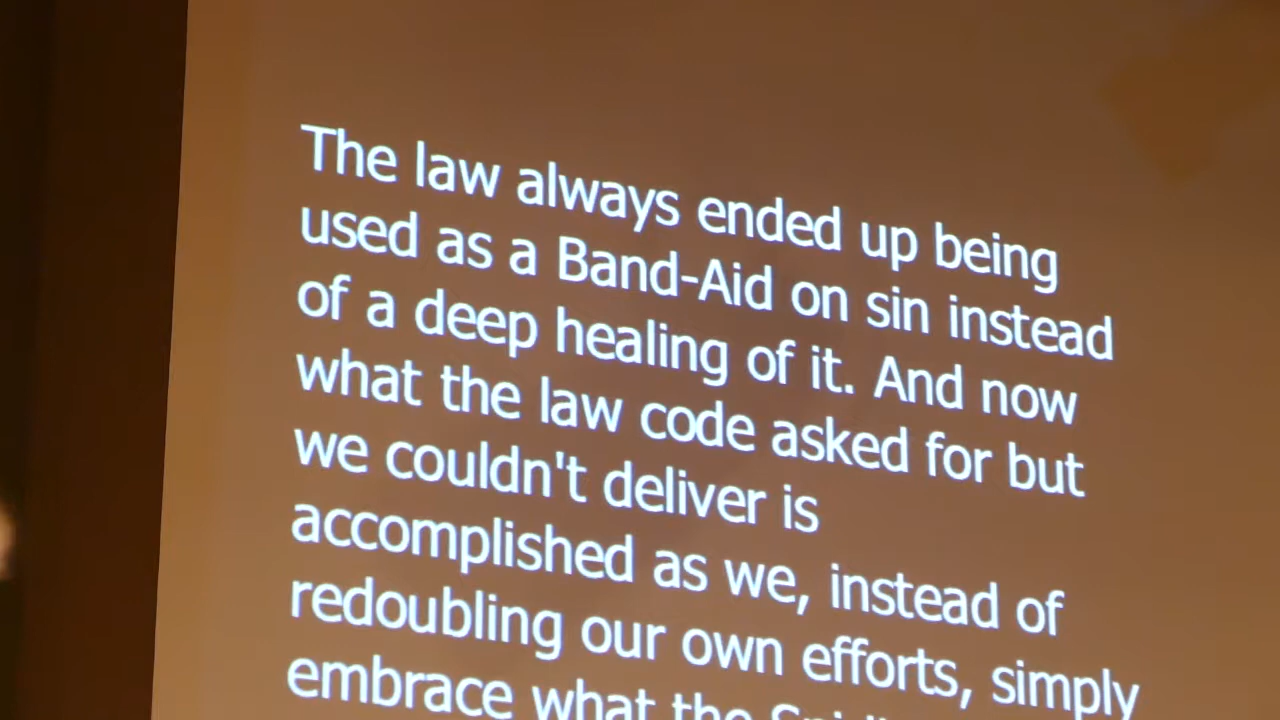 The law always ended up being
used as a Band-Aid on sin instead
of a deep healing of it. And now
what the law code asked for but
we couldn't deliver is
accomplished as we, instead of
redoubling our own efforts, simply
embrace what the